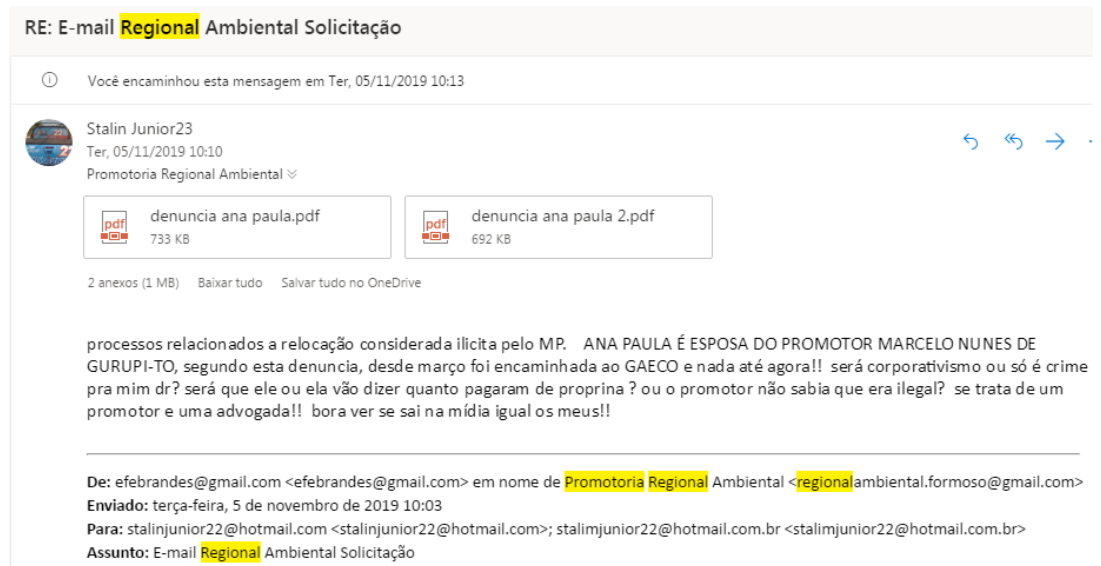 RE: E-mail Regional Ambiental Solicitação
Você encaminhou esta mensagem em Ter, 05/11/2019 10:13
Stalin Junior23
Ter, 05/11/2019 10:10
Promotoria Regional Ambiental
pdf
denuncia ana paula.pdf
733 KB
pdf
denuncia ana paula 2.pdf
692 KB
2 anexos (1 MB) Baixar tudo Salvar tudo no OneDrive
processos relacionados a relocação considerada ilicita pelo MP. ANA PAULA É ESPOSA DO PROMOTOR MARCELO NUNES DE
GURUPI-TO, segundo esta denuncia, desde março foi encaminhada ao GAECO e nada até agora!! será corporativismo ou só é crime
pra mim dr? será que ele ou ela vão dizer quanto pagaram de proprina ? ou o promotor não sabia que era ilegal? se trata de um
promotor e uma advogada!! bora ver se sai na mídia igual os meus!!
De: efebrandes@gmail.com <efebrandes@gmail.com> em nome de Promotoria Regional Ambiental <regionalambiental.formoso@gmail.com>
Enviado: terça-feira, 5 de novembro de 2019 10:03
Para: stalinjunior22@hotmail.com <stalinjunior22@hotmail.com>; stalimjunior22@hotmail.com.br <stalimjunior22@hotmail.com.br>
Assunto: E-mail Regional Ambiental Solicitação